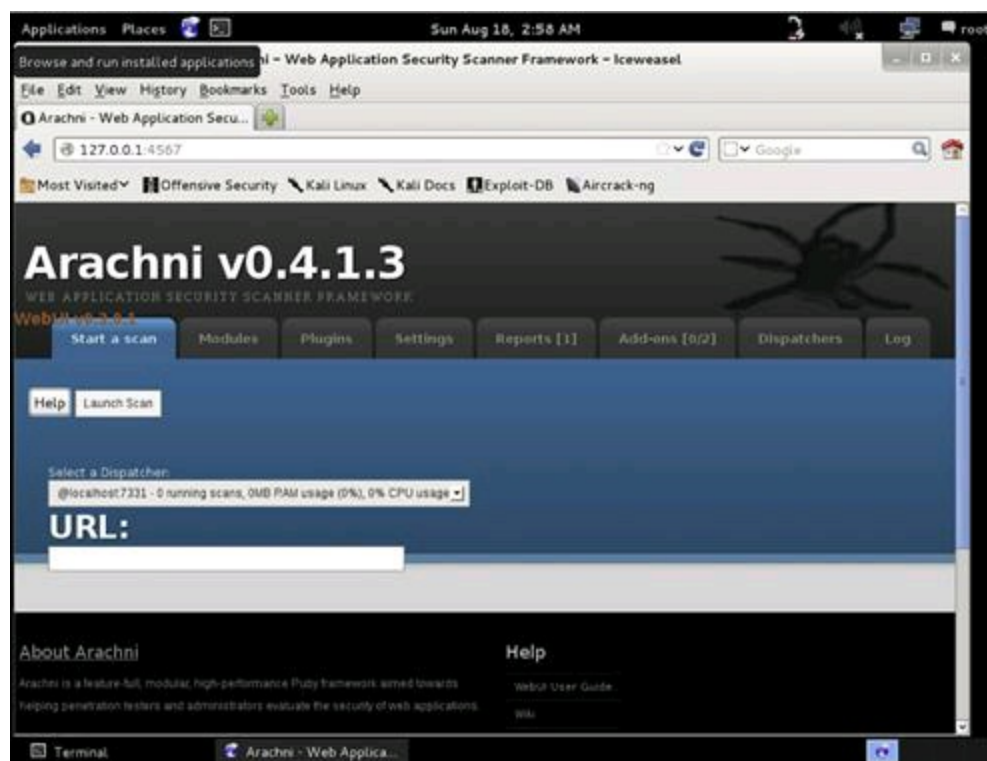 Applications Places Sun Aug 18, 2:58 AM root
Browse and run installed applications ni - Web Application Security Scanner Framework - Iceweasel
File Edit View History Bookmarks Tools Help
Arachni - Web Application Secu...
127.0.0.1:4567 Google
Most Visited Offensive Security Kali Linux Kali Docs Exploit-DB Aircrack-ng
Arachni v0.4.1.3
WEB APPLICATION SECURITY SCANNER FRAMEWORK
WebUI v0.3.0.1
Start a scan Modules Plugins Settings Reports [1] Add-ons [0/2] Dispatchers Log
Help Launch Scan
Select a Dispatcher:
@localhost:7331 - 0 running scans, 0MB RAM usage (0%), 0% CPU usage
URL:
About Arachni Help
Arachni is a feature-full, modular, high-performance Ruby framework aimed towards
helping penetration testers and administrators evaluate the security of web applications.
WebUI User Guide
Wiki
Terminal Arachni - Web Applica...